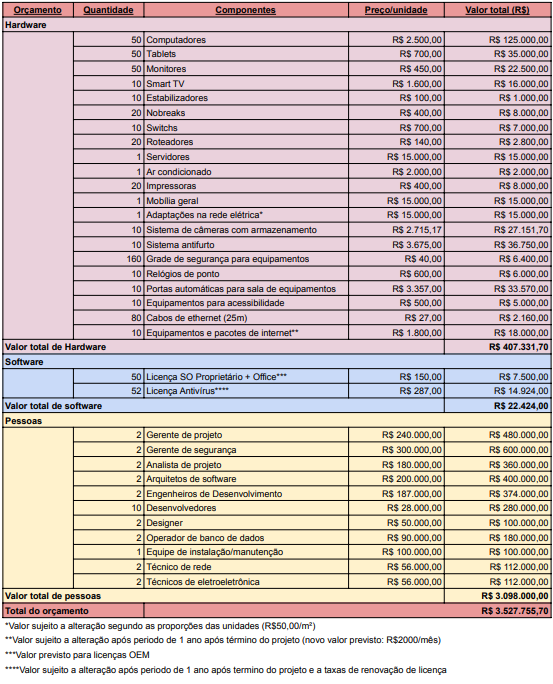 Orçamento Quantidade Componentes Preço/unidade Valor total (R$)
Hardware
50 Computadores R$ 2.500,00 R$ 125.000,00
50 Tablets R$ 700,00 R$ 35.000,00
50 Monitores R$ 450,00 R$ 22.500,00
10 Smart TV R$ 1.600,00 R$ 16.000,00
10 Estabilizadores R$ 100,00 R$ 1.000,00
20 Nobreaks R$ 400,00 R$ 8.000,00
10 Switchs R$ 700,00 R$ 7.000,00
20 Roteadores R$ 140,00 R$ 2.800,00
1 Servidores R$ 15.000,00 R$ 15.000,00
1 Ar condicionado R$ 2.000,00 R$ 2.000,00
20 Impressoras R$ 400,00 R$ 8.000,00
1 Mobília geral R$ 15.000,00 R$ 15.000,00
1 Adaptações na rede elétrica* R$ 15.000,00 R$ 15.000,00
10 Sistema de câmeras com armazenamento R$ 2.715,17 R$ 27.151,70
10 Sistema antifurto R$ 3.675,00 R$ 36.750,00
160 Grade de segurança para equipamentos R$ 40,00 R$ 6.400,00
10 Relógios de ponto R$ 600,00 R$ 6.000,00
10 Portas automáticas para sala de equipamentos R$ 3.357,00 R$ 33.570,00
10 Equipamentos para acessibilidade R$ 500,00 R$ 5.000,00
80 Cabos de ethernet (25m) R$ 27,00 R$ 2.160,00
10 Equipamentos e pacotes de internet** R$ 1.800,00 R$ 18.000,00
Valor total de Hardware R$ 407.331,70
Software
50 Licença SO Proprietário + Office*** R$ 150,00 R$ 7.500,00
52 Licença Antivírus**** R$ 287,00 R$ 14.924,00
Valor total de software R$ 22.424,00
Pessoas
2 Gerente de projeto R$ 240.000,00 R$ 480.000,00
2 Gerente de segurança R$ 300.000,00 R$ 600.000,00
2 Analista de projeto R$ 180.000,00 R$ 360.000,00
2 Arquitetos de software R$ 200.000,00 R$ 400.000,00
2 Engenheiros de Desenvolvimento R$ 187.000,00 R$ 374.000,00
10 Desenvolvedores R$ 28.000,00 R$ 280.000,00
2 Designer R$ 50.000,00 R$ 100.000,00
2 Operador de banco de dados R$ 90.000,00 R$ 180.000,00
1 Equipe de instalação/manutenção R$ 100.000,00 R$ 100.000,00
2 Técnico de rede R$ 56.000,00 R$ 112.000,00
2 Técnicos de eletroeletrônica R$ 56.000,00 R$ 112.000,00
Valor total de pessoas R$ 3.098.000,00
Total do orçamento R$ 3.527.755,70
*Valor sujeito a alteração segundo as proporções das unidades (R$50,00/m²)
**Valor sujeito a alteração após periodo de 1 ano após término do projeto (novo valor previsto: R$2000/mês)
***Valor previsto para licenças OEM
****Valor sujeito a alteração após periodo de 1 ano após termino do projeto e a taxas de renovação de licença